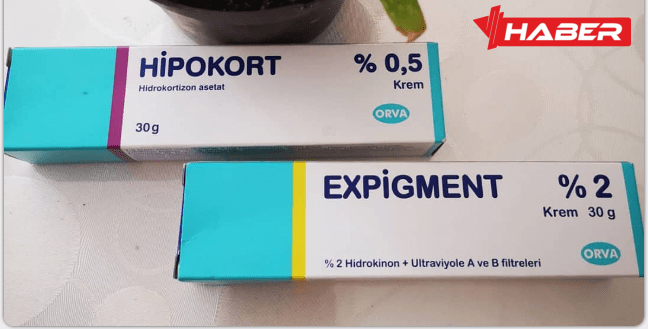 HABER
HİPOKORT % 0,5
Hidrokortizon asetat Krem
ORVA
30 g
EXPİGMENT % 2
Krem 30 g
% 2 Hidrokinon + Ultraviyole A ve B filtreleri
ORVA